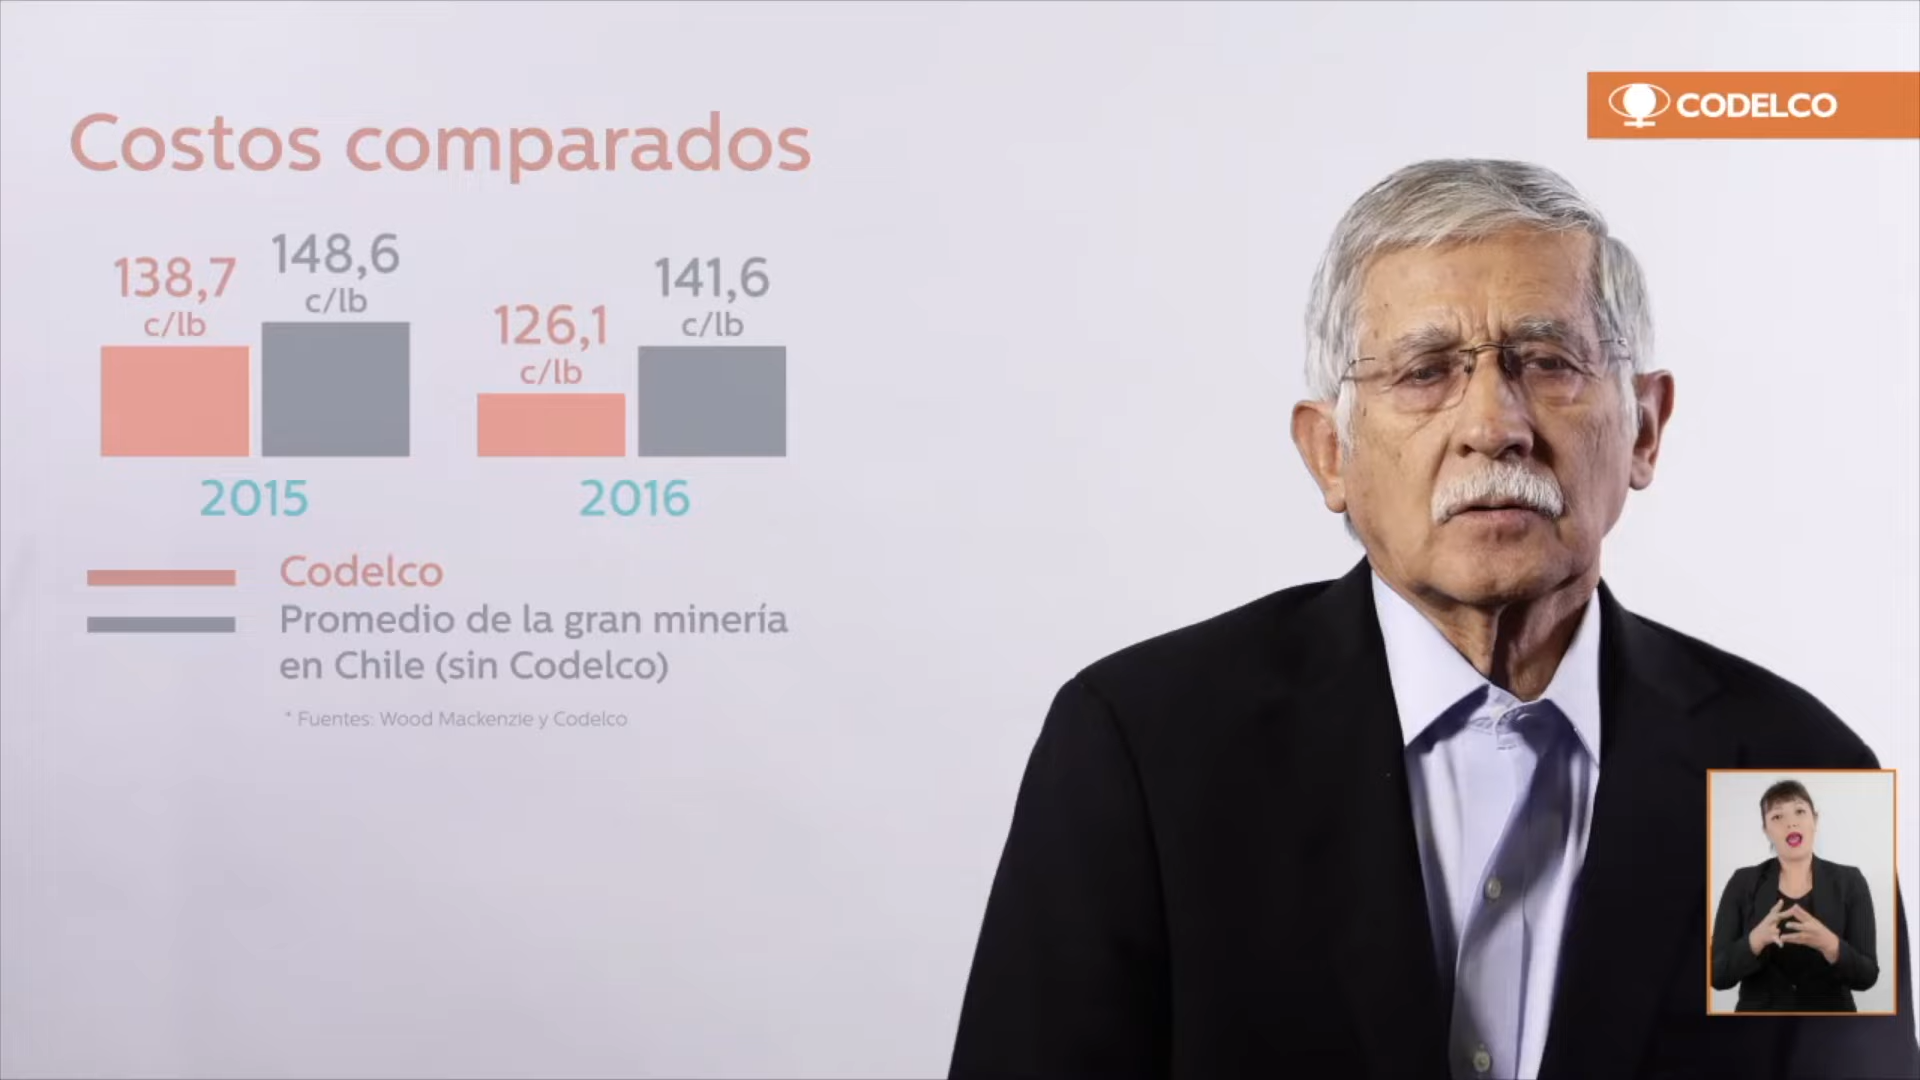 CODELCO
Costos comparados
138,7
c/lb
148,6
c/lb
126,1
c/lb
141,6
c/lb
2015
2016
Codelco
Promedio de la gran minería
en Chile (sin Codelco)
* Fuentes: Wood Mackenzie y Codelco